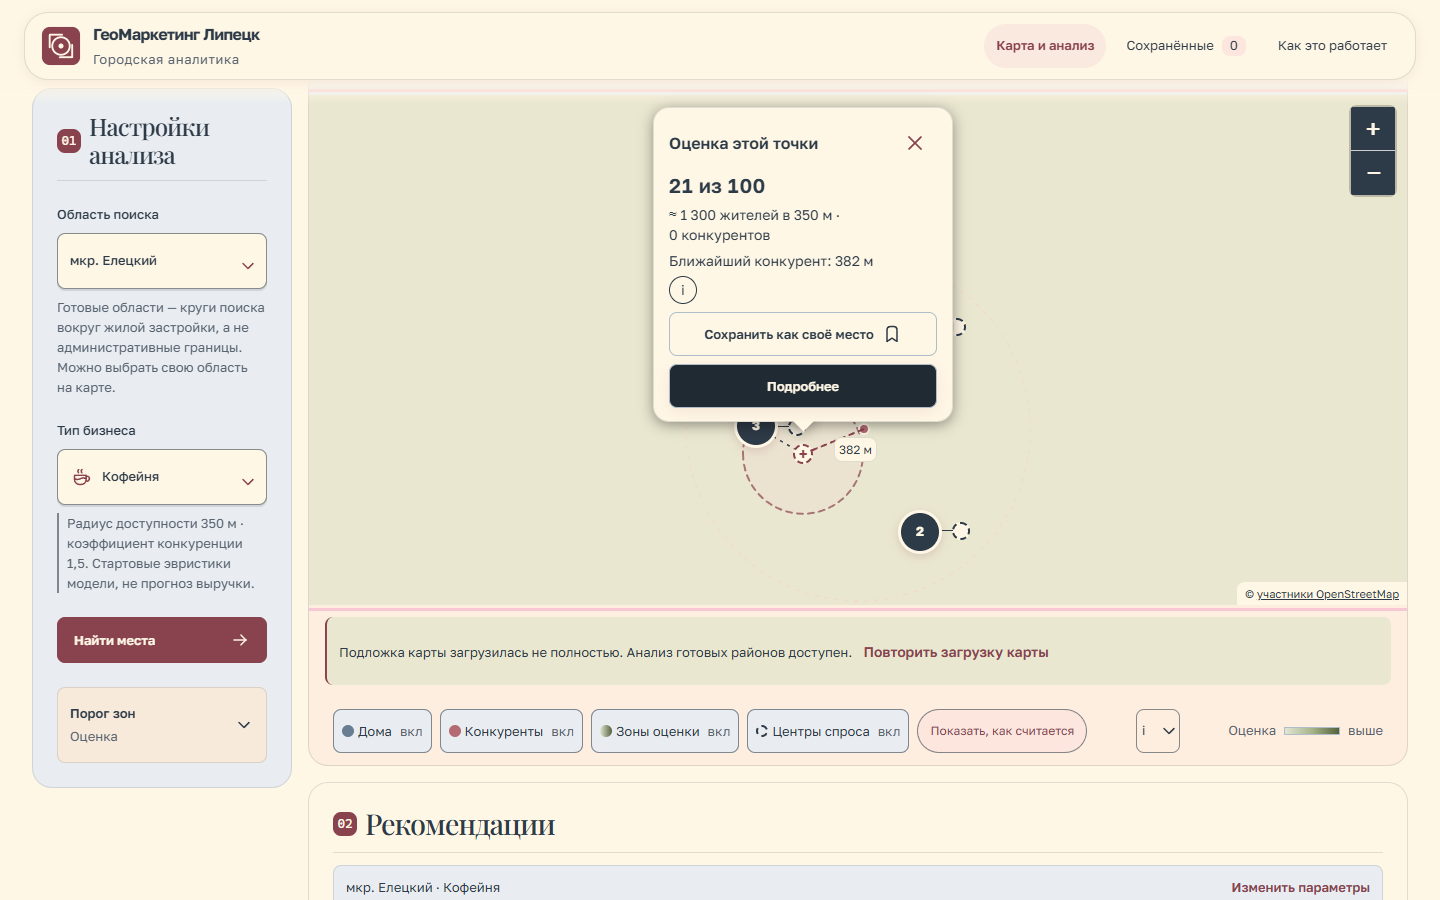 ГеоМаркетинг Липецк
Городская аналитика
Карта и анализ
Сохранённые 0
Как это работает
01
Настройки
анализа
Область поиска
мкр. Елецкий
Готовые области — круги поиска
вокруг жилой застройки, а не
административные границы.
Можно выбрать свою область
на карте.
Тип бизнеса
Кофейня
Радиус доступности 350 м ·
коэффициент конкуренции
1,5. Стартовые эвристики
модели, не прогноз выручки.
Найти места
Порог зон
Оценка
Оценка этой точки
21 из 100
≈ 1 300 жителей в 350 м ·
0 конкурентов
Ближайший конкурент: 382 м
i
Сохранить как своё место
Подробнее
+
−
3
382 м
2
© участники OpenStreetMap
Подложка карты загрузилась не полностью. Анализ готовых районов доступен. Повторить загрузку карты
Дома вкл
Конкуренты вкл
Зоны оценки вкл
Центры спроса вкл
Показать, как считается
i
Оценка выше
02
Рекомендации
мкр. Елецкий · Кофейня
Изменить параметры